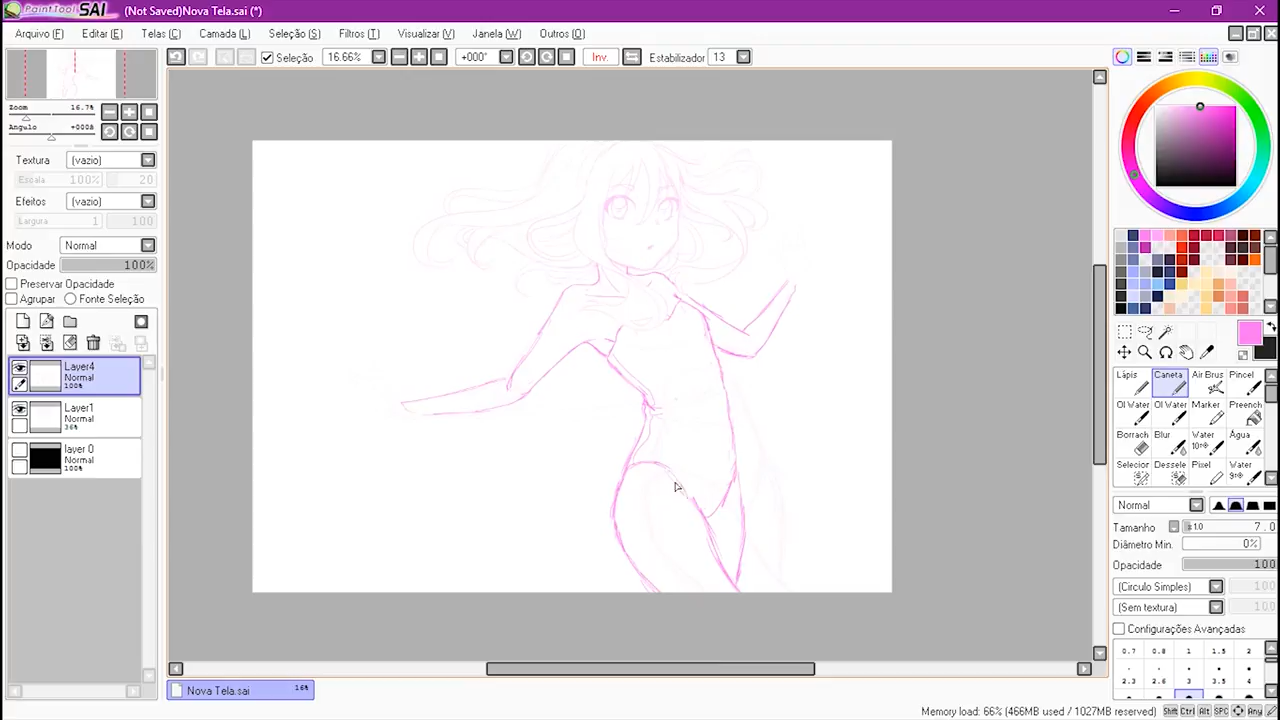 PaintTool SAI (Not Saved)Nova Tela.sai (*)
Arquivo (F) Editar (E) Telas (C) Camada (L) Seleção (S) Filtros (T) Visualizar (V) Janela (W) Outros (O)
Seleção 16.66% +000° Inv. Estabilizador 13
Zoom 16.7%
Angulo +000ª
Textura (vazio)
Escala 100% 20
Efeitos (vazio)
Largura 1 100
Modo Normal
Opacidade 100%
Preservar Opacidade
Agrupar Fonte Seleção
Layer4
Normal
100%
Layer1
Normal
36%
layer 0
Normal
100%
Lápis Caneta Air Brus Pincel
Ol Water Ol Water Marker Preench
Borrach Blur Water Água
Selecior Dessele Pixel Water
Normal
Tamanho x1.0 7.0
Diâmetro Min. 0%
Opacidade 100
(Circulo Simples) 100
(Sem textura) 100
Configurações Avançadas
0.7 0.8 1 1.5 2
2.3 2.6 3 3.5 4
Nova Tela.sai 16%
Memory load: 66% (466MB used / 1027MB reserved) Shift Ctrl Alt SPC Any